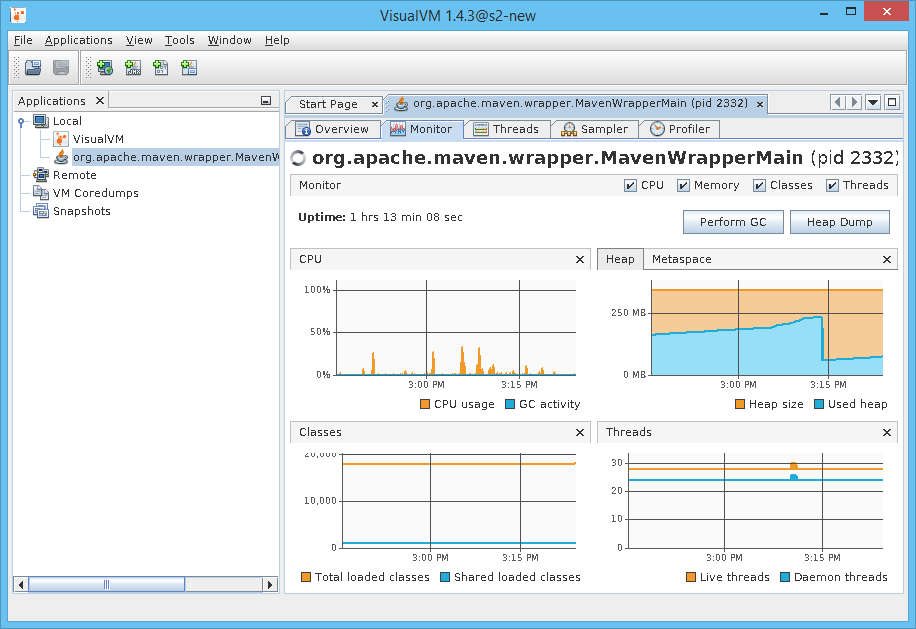 VisualVM 1.4.3@s2-new
File Applications View Tools Window Help
Applications
Local
VisualVM
org.apache.maven.wrapper.MavenW
Remote
VM Coredumps
Snapshots
Start Page org.apache.maven.wrapper.MavenWrapperMain (pid 2332)
Overview Monitor Threads Sampler Profiler
org.apache.maven.wrapper.MavenWrapperMain (pid 2332)
Monitor CPU Memory Classes Threads
Uptime: 1 hrs 13 min 08 sec Perform GC Heap Dump
CPU
100%
50%
0%
3:00 PM 3:15 PM
CPU usage GC activity
Heap Metaspace
250 MB
0 MB
3:00 PM 3:15 PM
Heap size Used heap
Classes
20,000
10,000
0
3:00 PM 3:15 PM
Total loaded classes Shared loaded classes
Threads
30
20
10
0
3:00 PM 3:15 PM
Live threads Daemon threads